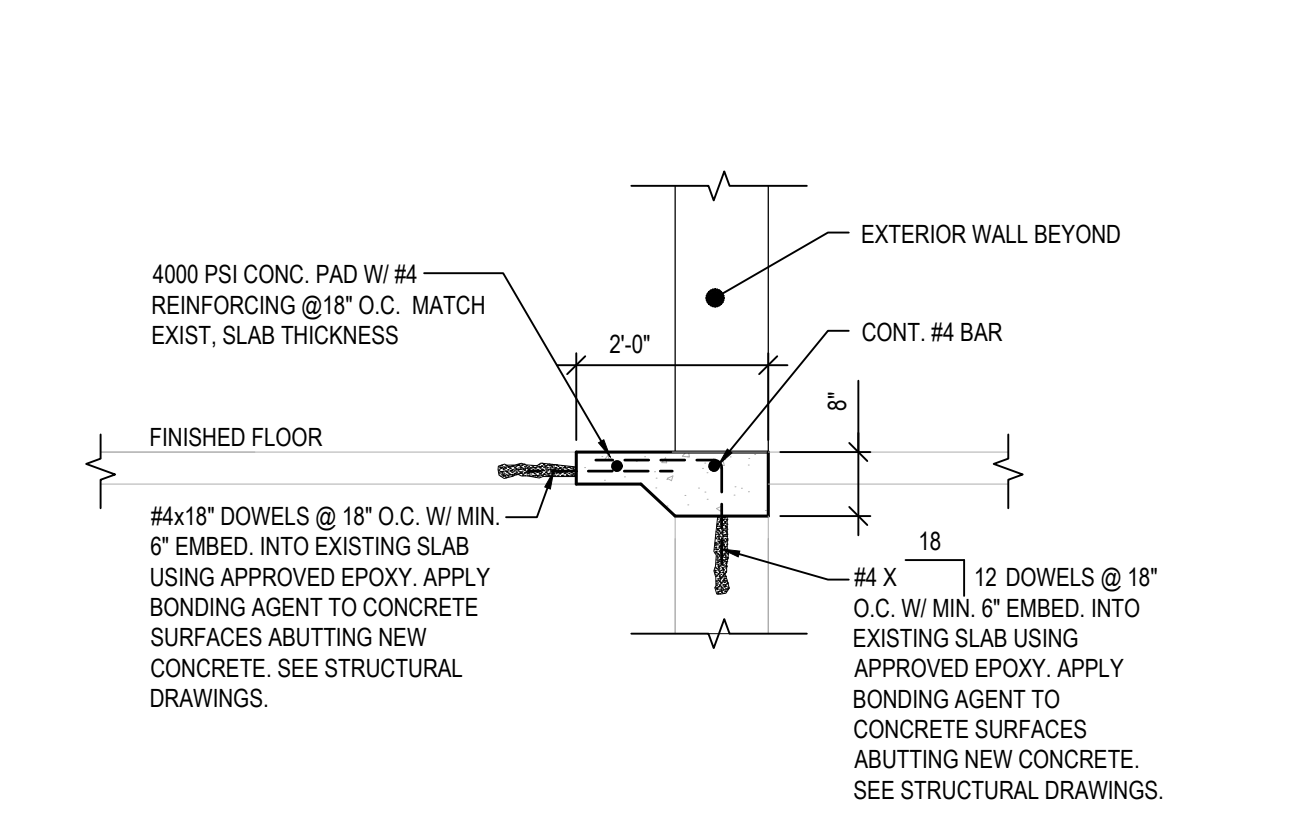 EXTERIOR WALL BEYOND
4000 PSI CONC. PAD W/ #4
REINFORCING @18" O.C. MATCH
EXIST, SLAB THICKNESS
CONT. #4 BAR
2'-0"
8"
FINISHED FLOOR
#4x18" DOWELS @ 18" O.C. W/ MIN.
6" EMBED. INTO EXISTING SLAB
USING APPROVED EPOXY. APPLY
BONDING AGENT TO CONCRETE
SURFACES ABUTTING NEW
CONCRETE. SEE STRUCTURAL
DRAWINGS.
18
#4 X 12 DOWELS @ 18"
O.C. W/ MIN. 6" EMBED. INTO
EXISTING SLAB USING
APPROVED EPOXY. APPLY
BONDING AGENT TO
CONCRETE SURFACES
ABUTTING NEW CONCRETE.
SEE STRUCTURAL DRAWINGS.